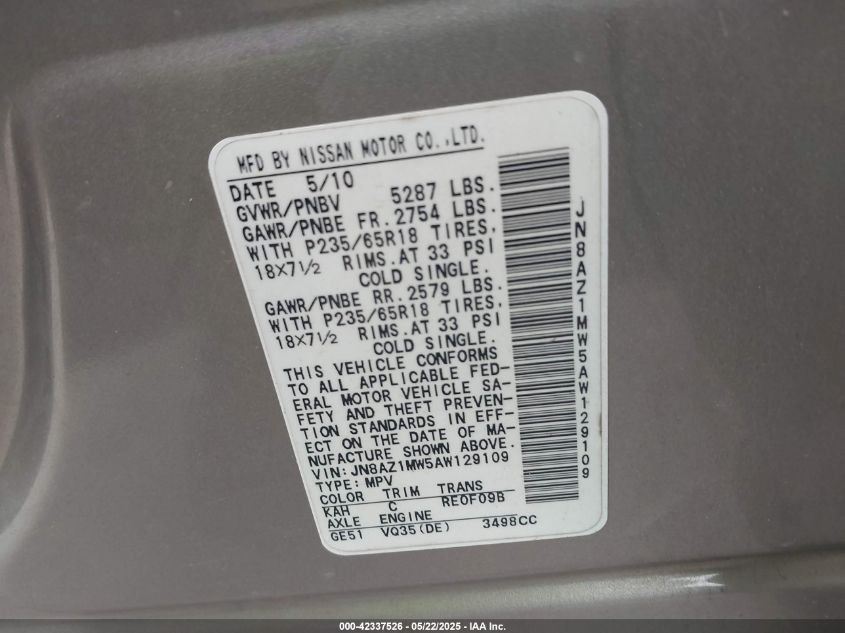 MFD BY NISSAN MOTOR CO.,LTD.
DATE 5/10
GVWR/PNBV 5287 LBS.
GAWR/PNBE FR. 2754 LBS.
WITH P235/65R18 TIRES,
18X7½ RIMS.AT 33 PSI
COLD SINGLE.
GAWR/PNBE RR. 2579 LBS.
WITH P235/65R18 TIRES,
18X7½ RIMS.AT 33 PSI
COLD SINGLE.
THIS VEHICLE CONFORMS
TO ALL APPLICABLE FED-
ERAL MOTOR VEHICLE SA-
FETY AND THEFT PREVEN-
TION STANDARDS IN EFF-
ECT ON THE DATE OF MA-
NUFACTURE SHOWN ABOVE.
VIN: JN8AZ1MW5AW129109
TYPE: MPV
COLOR TRIM TRANS
KAH C RE0F09B
AXLE ENGINE
GE51 VQ35(DE) 3498CC
JN8AZ1MW5AW129109
000-42337526 - 05/22/2025 - IAA Inc.